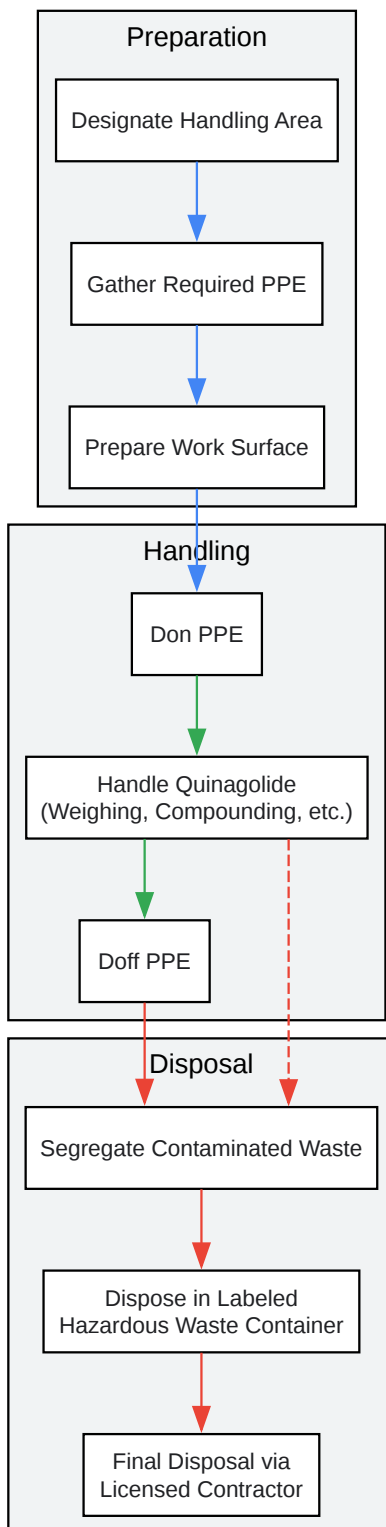 Preparation
Designate Handling Area
Gather Required PPE
Prepare Work Surface
Handling
Don PPE
Handle Quinagolide
(Weighing, Compounding, etc.)
Doff PPE
Disposal
Segregate Contaminated Waste
Dispose in Labeled
Hazardous Waste Container
Final Disposal via
Licensed Contractor